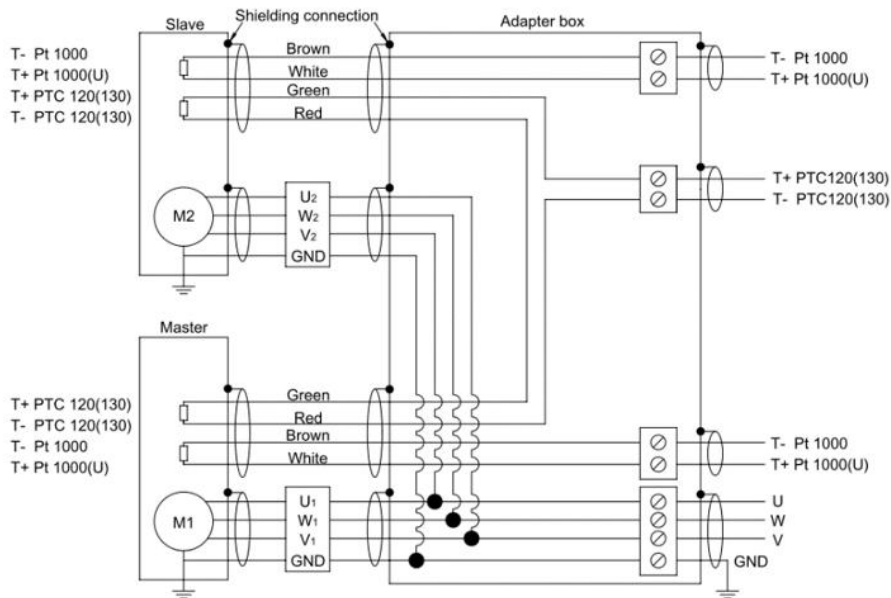 Slave
Shielding connection
Adapter box
T- Pt 1000
T+ Pt 1000(U)
T+ PTC 120(130)
T- PTC 120(130)
Brown
White
Green
Red
T- Pt 1000
T+ Pt 1000(U)
T+ PTC120(130)
T- PTC120(130)
M2
U2
W2
V2
GND
Master
T+ PTC 120(130)
T- PTC 120(130)
T- Pt 1000
T+ Pt 1000(U)
Green
Red
Brown
White
T- Pt 1000
T+ Pt 1000(U)
M1
U1
W1
V1
GND
U
W
V
GND